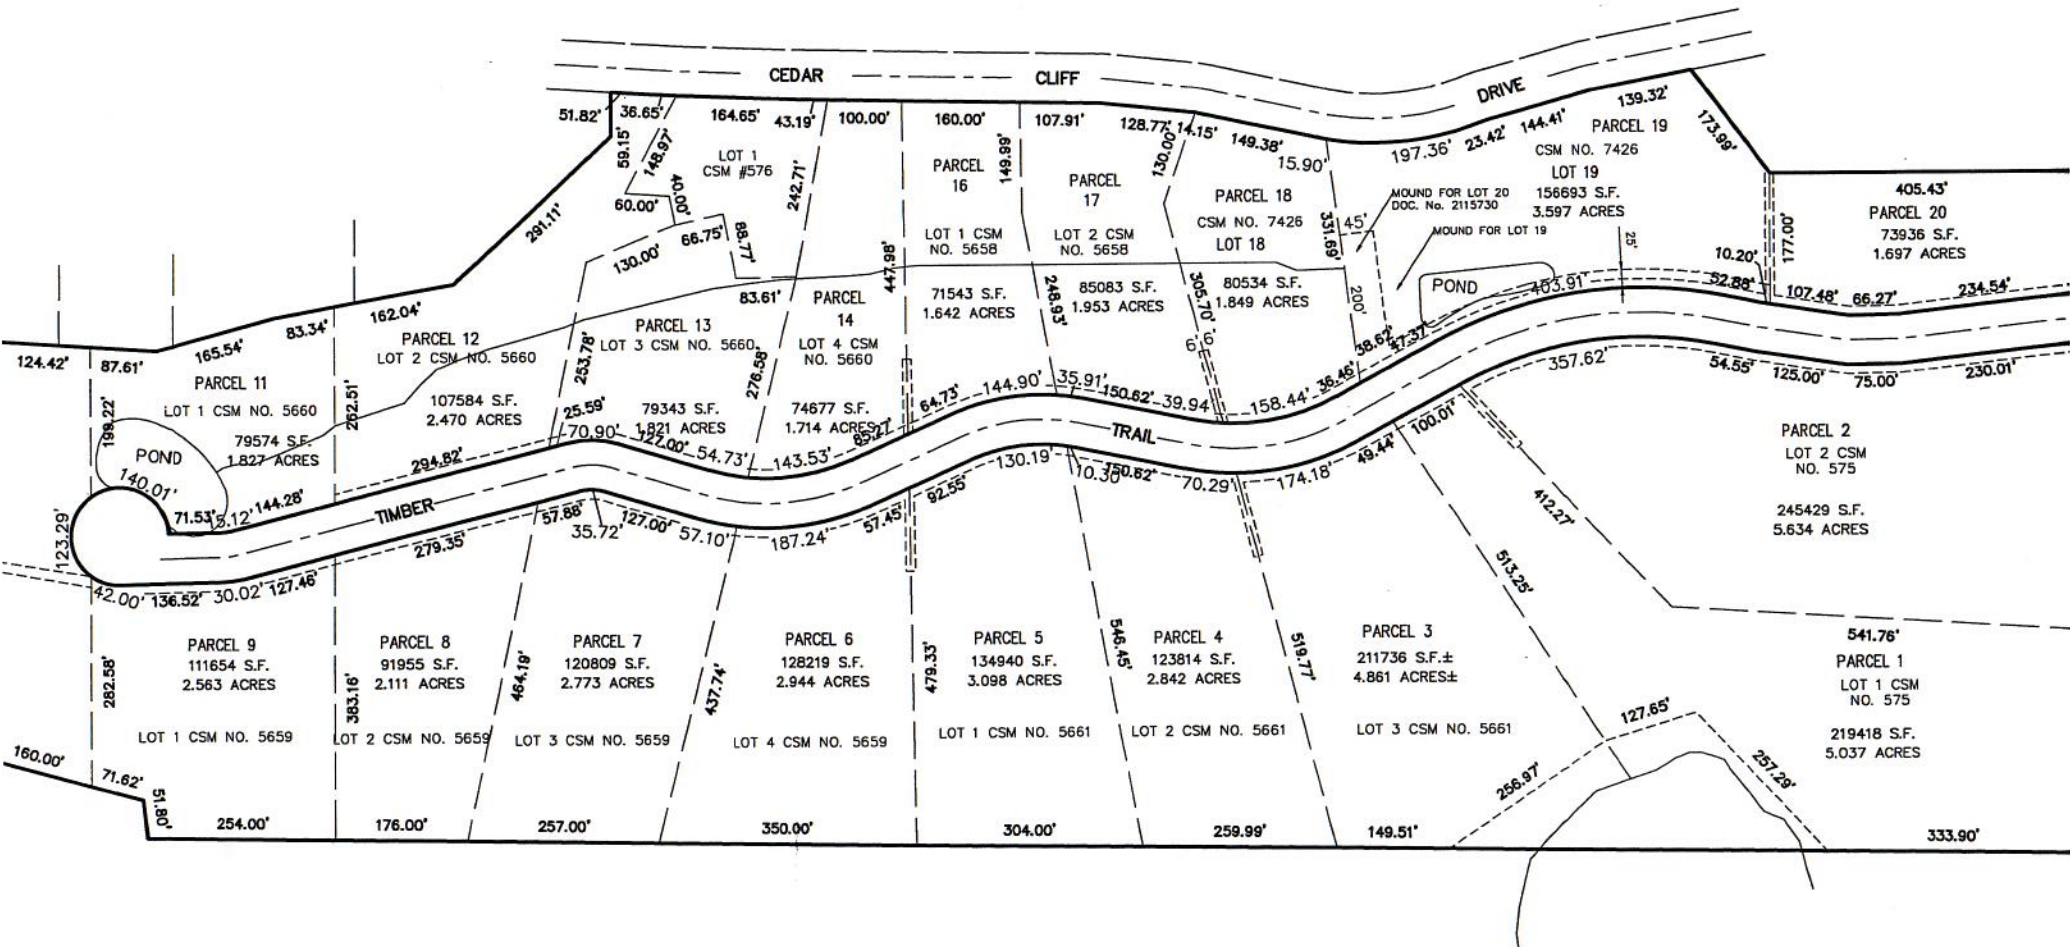 CEDAR CLIFF DRIVE
51.82'
36.65'
164.65'
43.19'
100.00'
160.00'
107.91'
128.77'
14.15'
149.38'
15.90'
197.36'
23.42'
144.41'
139.32'
173.99'
59.15'
148.97'
40.00'
60.00'
66.75'
88.77'
130.00'
242.71'
149.99'
130.00'
LOT 1
CSM #576
PARCEL
16
LOT 1 CSM
NO. 5658
71543 S.F.
1.642 ACRES
PARCEL
17
LOT 2 CSM
NO. 5658
85083 S.F.
1.953 ACRES
PARCEL 18
CSM NO. 7426
LOT 18
80534 S.F.
1.849 ACRES
PARCEL 19
CSM NO. 7426
LOT 19
156693 S.F.
3.597 ACRES
MOUND FOR LOT 20
DOC. No. 2115730
MOUND FOR LOT 19
45'
331.69'
200'
25'
POND
403.91'
10.20'
52.88'
177.00'
405.43'
PARCEL 20
73936 S.F.
1.697 ACRES
107.48'
66.27'
234.54'
291.11'
124.42'
87.61'
165.54'
83.34'
162.04'
PARCEL 11
LOT 1 CSM NO. 5660
79574 S.F.
1.827 ACRES
199.22'
POND
140.01'
71.53'
5.12'
144.28'
262.51'
PARCEL 12
LOT 2 CSM NO. 5660
107584 S.F.
2.470 ACRES
294.82'
253.78'
25.59'
PARCEL 13
LOT 3 CSM NO. 5660
79343 S.F.
1.821 ACRES
83.61'
70.90'
127.00'
54.73'
276.58'
PARCEL
14
LOT 4 CSM
NO. 5660
74677 S.F.
1.714 ACRES
447.98'
143.53'
85.27'
64.73'
144.90'
35.91'
248.93'
150.62'
39.94
305.70'
6'
6'
158.44'
36.46'
38.62'
47.37'
TIMBER TRAIL
123.29'
42.00'
136.52'
30.02'
127.46'
279.35'
57.88'
35.72'
127.00'
57.10'
187.24'
57.45'
92.55'
130.19'
10.30'
150.62'
70.29'
174.18'
49.44'
100.01'
357.62'
54.55'
125.00'
75.00'
230.01'
PARCEL 2
LOT 2 CSM
NO. 575
245429 S.F.
5.634 ACRES
412.27'
513.25'
541.76'
PARCEL 1
LOT 1 CSM
NO. 575
219418 S.F.
5.037 ACRES
PARCEL 9
111654 S.F.
2.563 ACRES
LOT 1 CSM NO. 5659
282.58'
383.16'
PARCEL 8
91955 S.F.
2.111 ACRES
LOT 2 CSM NO. 5659
464.19'
PARCEL 7
120809 S.F.
2.773 ACRES
LOT 3 CSM NO. 5659
437.74'
PARCEL 6
128219 S.F.
2.944 ACRES
LOT 4 CSM NO. 5659
479.33'
PARCEL 5
134940 S.F.
3.098 ACRES
LOT 1 CSM NO. 5661
546.45'
PARCEL 4
123814 S.F.
2.842 ACRES
LOT 2 CSM NO. 5661
519.77'
PARCEL 3
211736 S.F.±
4.861 ACRES±
LOT 3 CSM NO. 5661
127.65'
256.97'
257.29'
160.00'
71.62'
51.80'
254.00'
176.00'
257.00'
350.00'
304.00'
259.99'
149.51'
333.90'